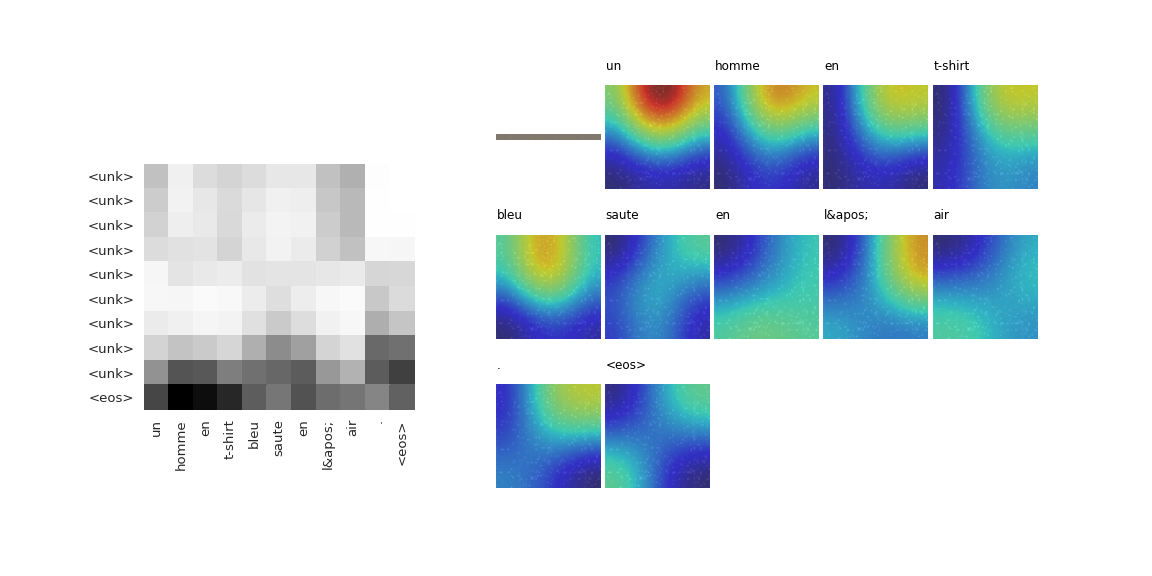 <unk>
<unk>
<unk>
<unk>
<unk>
<unk>
<unk>
<unk>
<unk>
<eos>
un homme en t-shirt bleu saute en l&apos; air . <eos>
un homme en t-shirt
bleu saute en l&apos; air
. <eos>